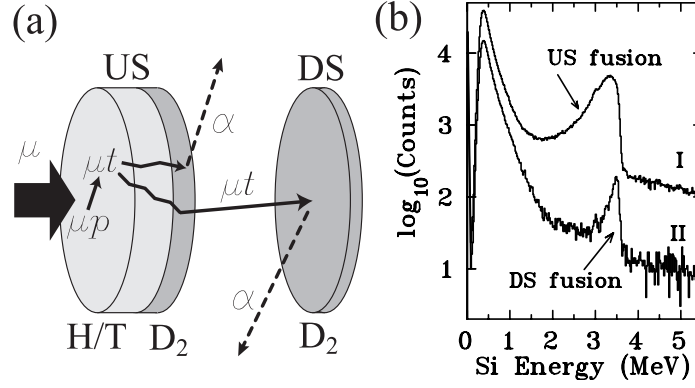 (a)
US
DS
α
μ
μt
μt
μp
α
H/T
D₂
D₂
(b)
log₁₀(Counts)
4
3
2
1
US fusion
I
II
DS fusion
0
1
2
3
4
5
Si Energy (MeV)